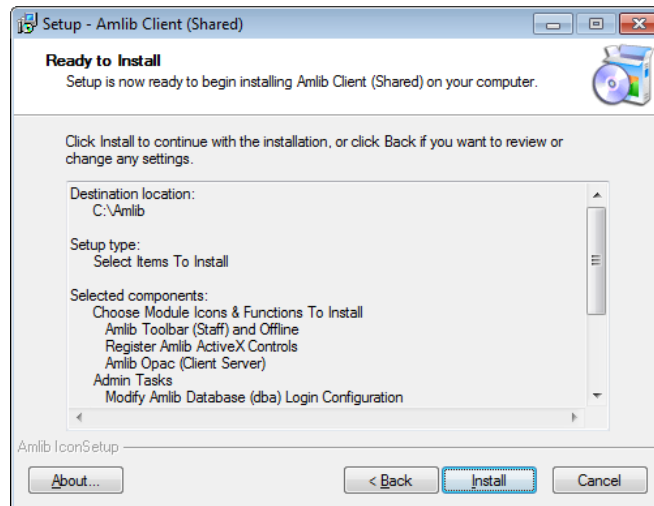 Setup - Amlib Client (Shared)
Ready to Install
Setup is now ready to begin installing Amlib Client (Shared) on your computer.
Click Install to continue with the installation, or click Back if you want to review or
change any settings.
Destination location:
C:\Amlib
Setup type:
Select Items To Install
Selected components:
Choose Module Icons & Functions To Install
Amlib Toolbar (Staff) and Offline
Register Amlib ActiveX Controls
Amlib Opac (Client Server)
Admin Tasks
Modify Amlib Database (dba) Login Configuration
Amlib IconSetup
About...
< Back
Install
Cancel